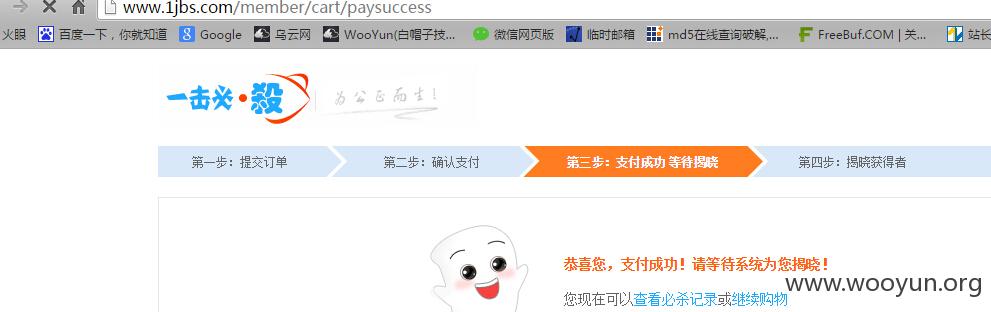 www.1jbs.com/member/cart/paysuccess
火眼 百度一下，你就知道 Google 乌云网 WooYun(白帽子技... 微信网页版 临时邮箱 md5在线查询破解,... FreeBuf.COM | 关... 站长
一击必·殺 为公正而生！
第一步：提交订单 第二步：确认支付 第三步：支付成功 等待揭晓 第四步：揭晓获得者
恭喜您，支付成功！请等待系统为您揭晓！
www.wooyun.org
您现在可以查看必杀记录或继续购物